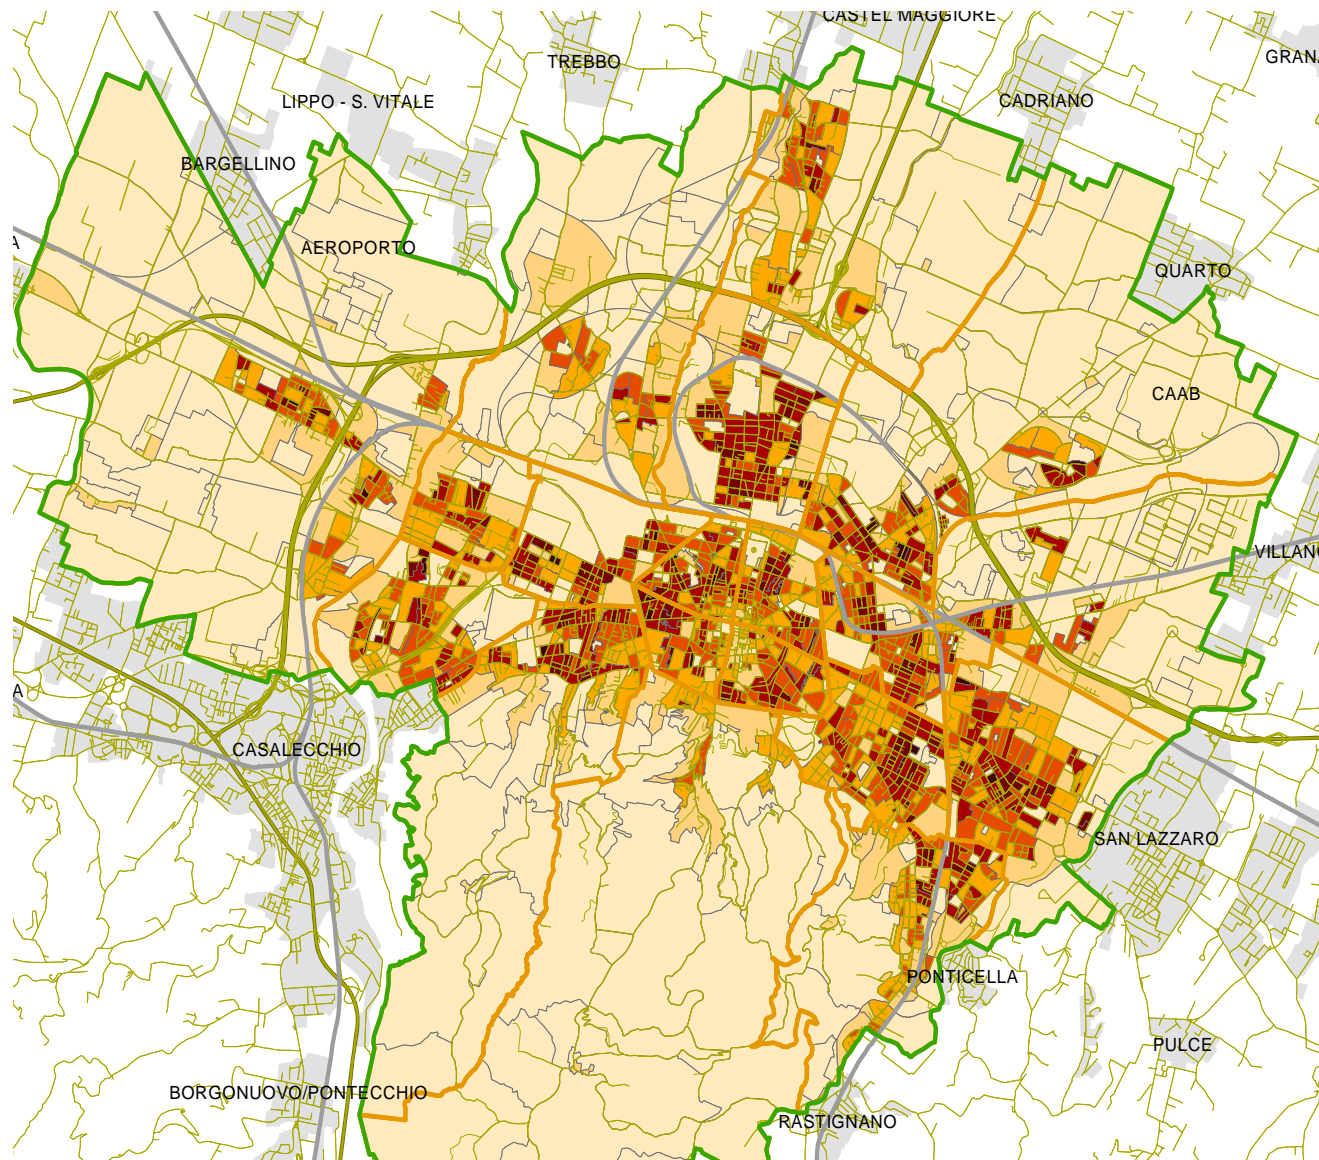 CASTEL MAGGIORE
TREBBO
GRAN
LIPPO - S. VITALE
CADRIANO
BARGELLINO
A
AEROPORTO
QUARTO
CAAB
VILLAN
A
CASALECCHIO
SAN LAZZARO
PONTICELLA
PULCE
BORGONUOVO/PONTECCHIO
RASTIGNANO